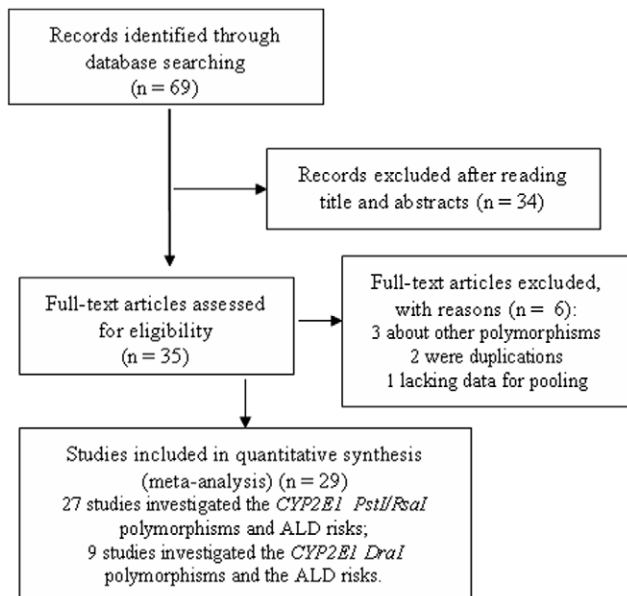 Records identified through
database searching
(n = 69)
Records excluded after reading
title and abstracts (n = 34)
Full-text articles assessed
for eligibility
(n = 35)
Full-text articles excluded,
with reasons (n = 6):
3 about other polymorphisms
2 were duplications
1 lacking data for pooling
Studies included in quantitative synthesis
(meta-analysis) (n = 29)
27 studies investigated the CYP2E1 PstI/RsaI
polymorphisms and ALD risks;
9 studies investigated the CYP2E1 DraI
polymorphisms and the ALD risks.